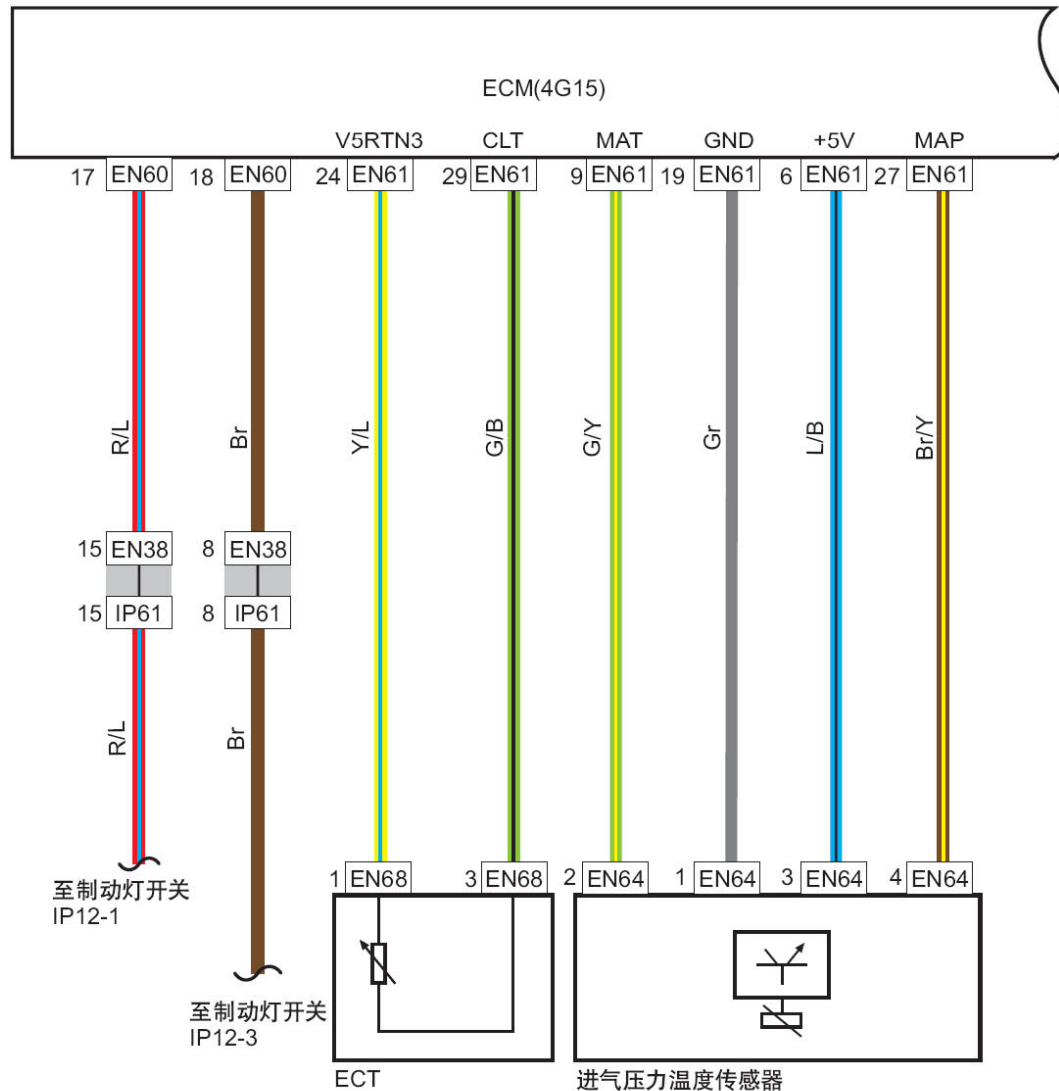 ECM(4G15)
V5RTN3 CLT MAT GND +5V MAP
17 EN60 18 EN60 24 EN61 29 EN61 9 EN61 19 EN61 6 EN61 27 EN61
R/L Br Y/L G/B G/Y Gr L/B Br/Y
15 EN38 8 EN38
15 IP61 8 IP61
R/L Br
1 EN68 3 EN68 2 EN64 1 EN64 3 EN64 4 EN64
至制动灯开关
IP12-1
至制动灯开关
IP12-3
ECT
进气压力温度传感器